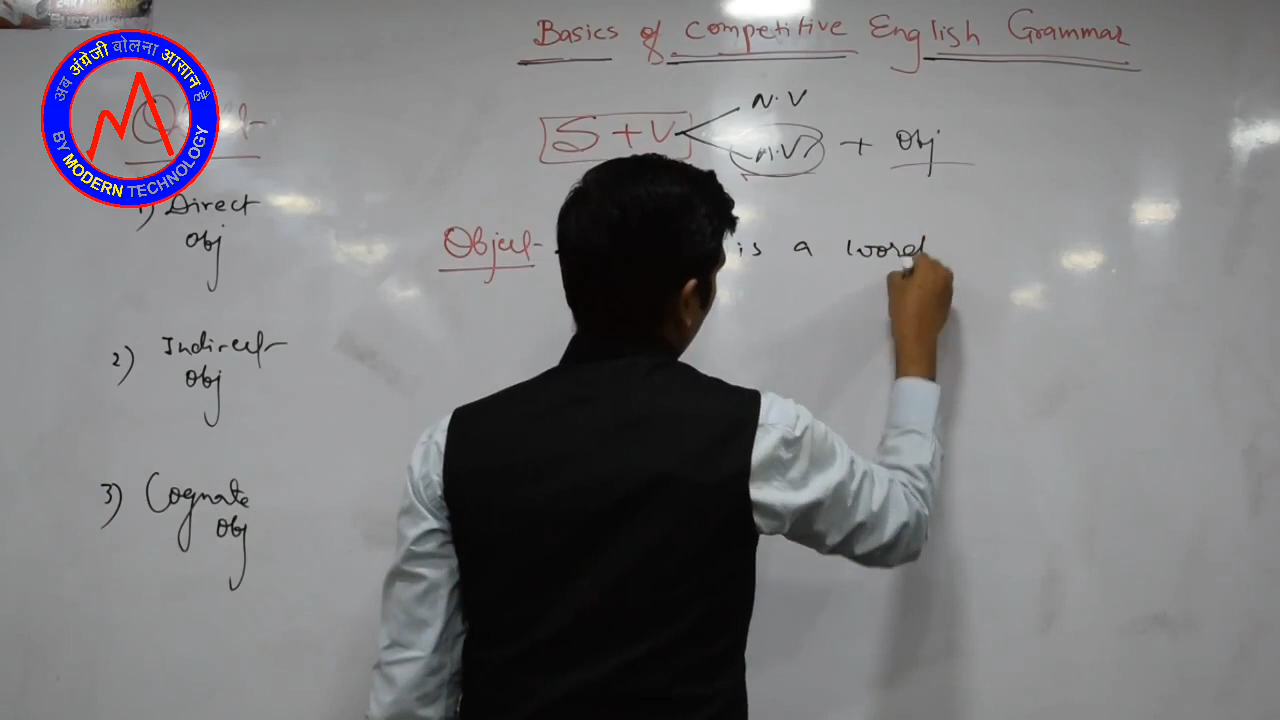 Basics of Competitive English Grammar
अब अंग्रेजी बोलना आसान है
BY MODERN TECHNOLOGY
S + V
N.V
M.V
+ Obj
1) Direct
Obj
Object -
is a word
2) Indirect
Obj
3) Cognate
Obj